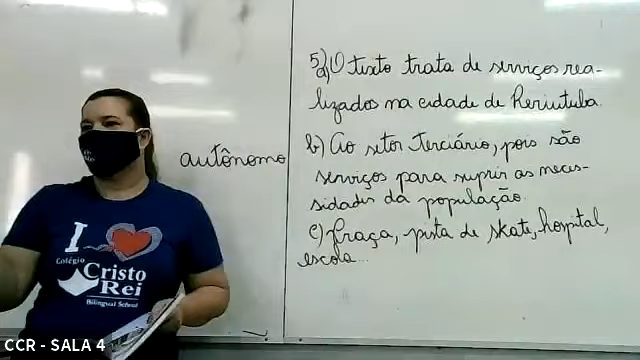 5) a) O texto trata de serviços rea-
lizados na cidade de Reriutuba.
b) Ao setor terciário, pois são
serviços para suprir as neces-
sidades da população.
c) Praça, pista de skate, hospital,
escola...
autônomo
I
Colégio
Cristo
Rei
Bilingual School
CCR - SALA 4